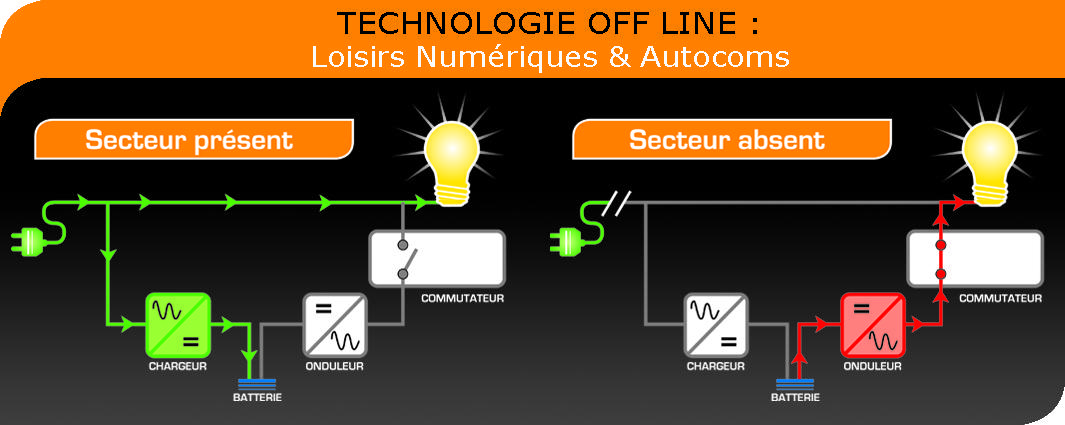 TECHNOLOGIE OFF LINE :
Loisirs Numériques & Autocoms
Secteur présent
COMMUTATEUR
CHARGEUR
ONDULEUR
BATTERIE
Secteur absent
COMMUTATEUR
CHARGEUR
ONDULEUR
BATTERIE